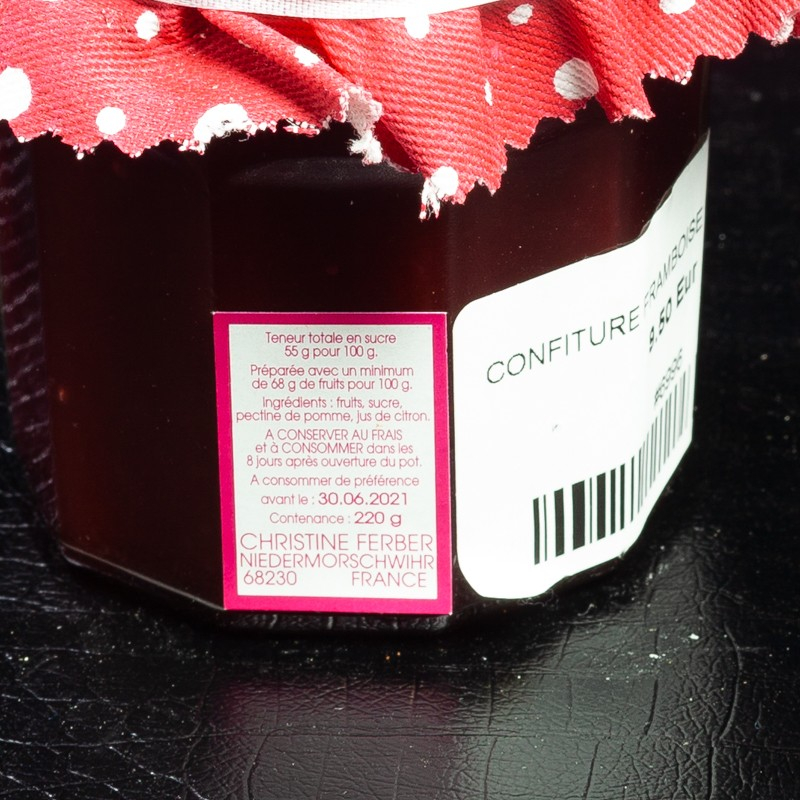 Teneur totale en sucre
55 g pour 100 g.
Préparée avec un minimum
de 68 g de fruits pour 100 g.
Ingrédients : fruits, sucre,
pectine de pomme, jus de citron.
A CONSERVER AU FRAIS
et à CONSOMMER dans les
8 jours après ouverture du pot.
A consommer de préférence
avant le : 30.06.2021
Contenance : 220 g
CHRISTINE FERBER
NIEDERMORSCHWIHR
68230 FRANCE
CONFITURE FRAMBOISE
9,50 Eur